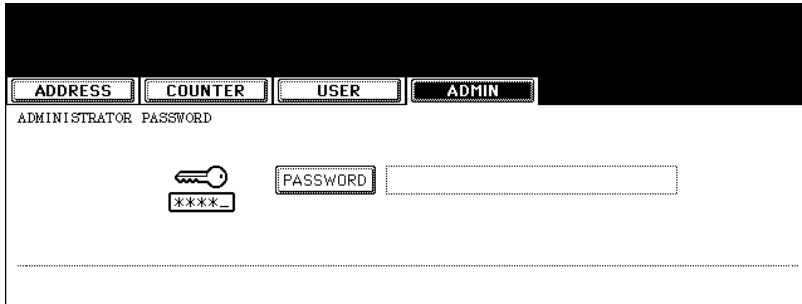 ADDRESS COUNTER USER ADMIN
ADMINISTRATOR PASSWORD
PASSWORD
****_